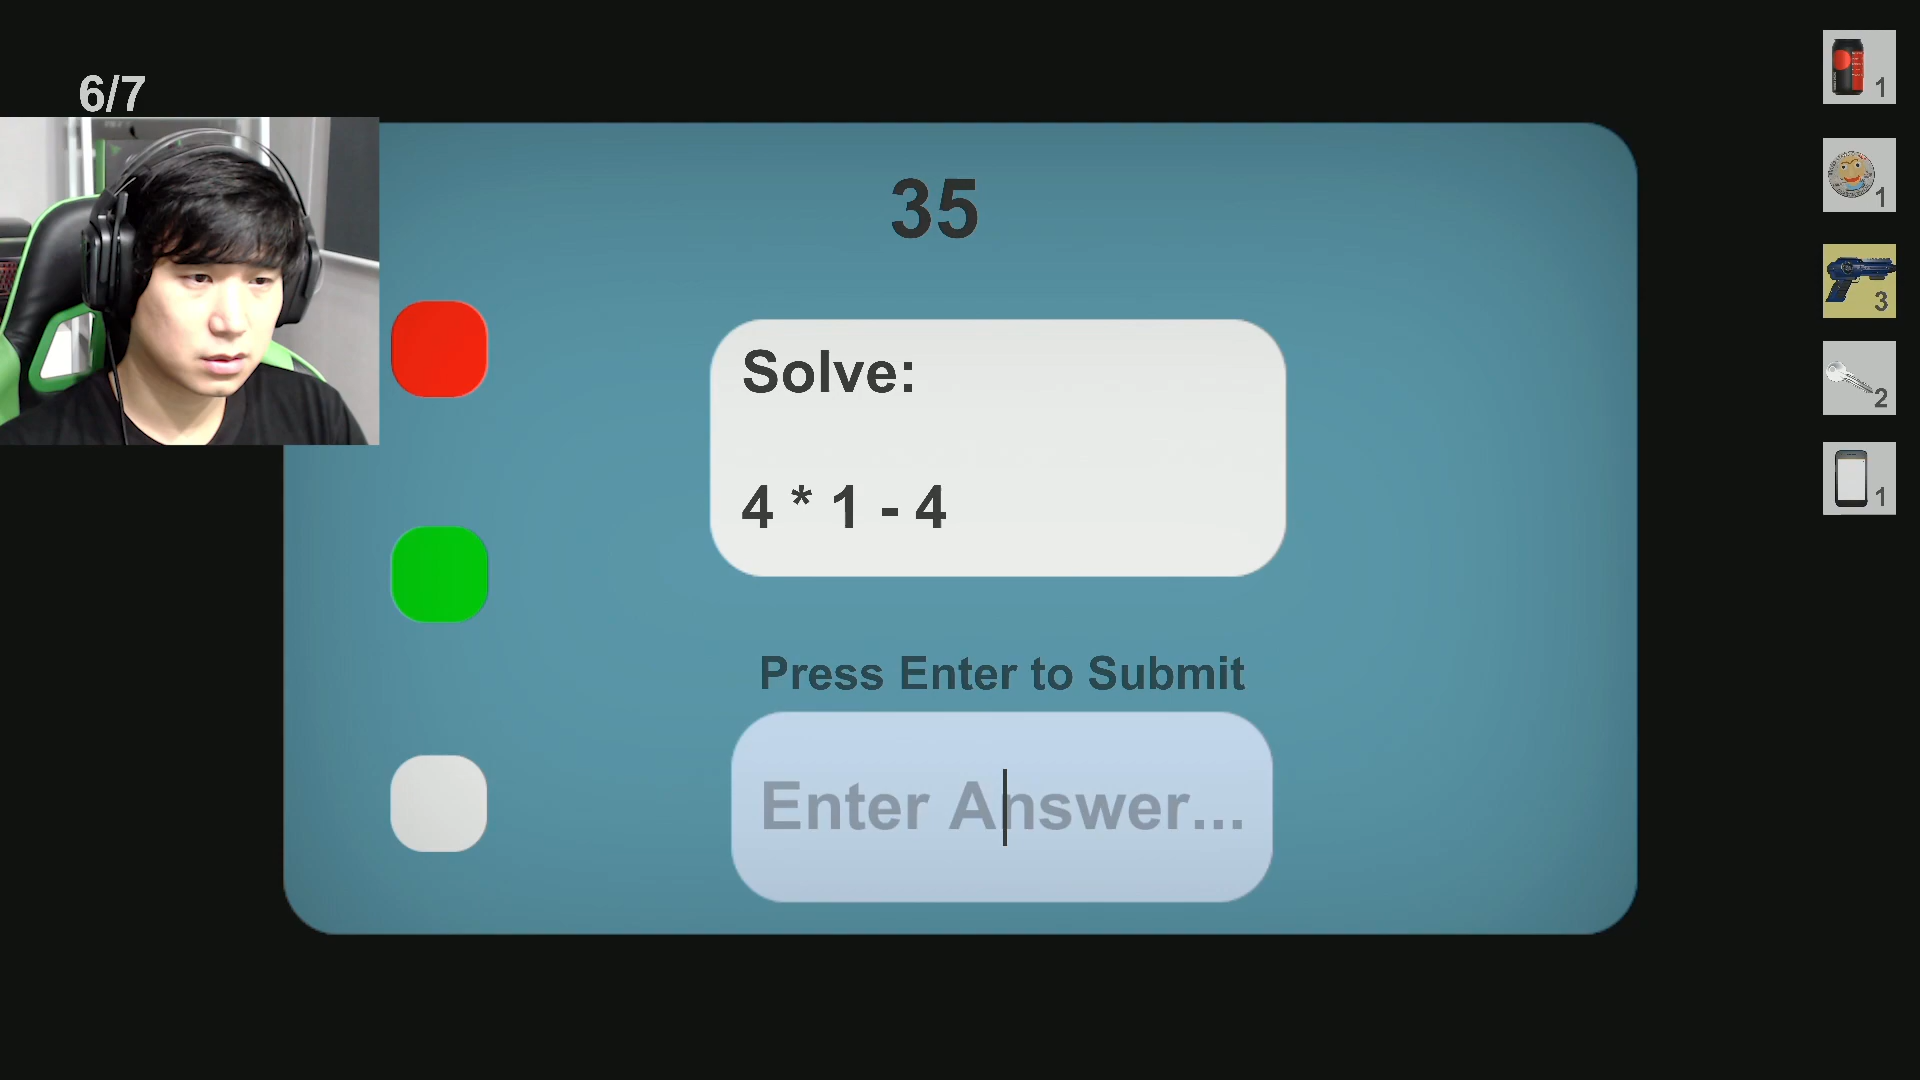 6/7
35
Solve:
4 * 1 - 4
Press Enter to Submit
Enter Answer...
1
1
3
2
1